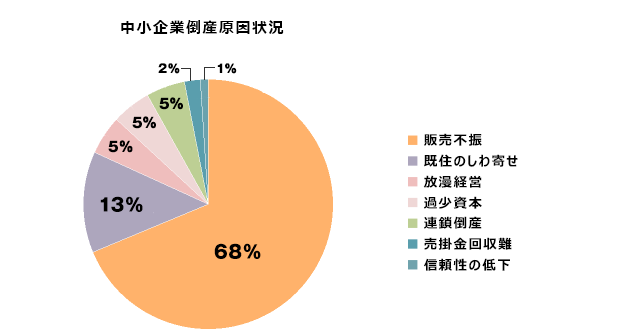 中小企業倒産原因状況
2%
1%
5%
5%
5%
13%
68%
販売不振
既住のしわ寄せ
放漫経営
過少資本
連鎖倒産
売掛金回収難
信頼性の低下